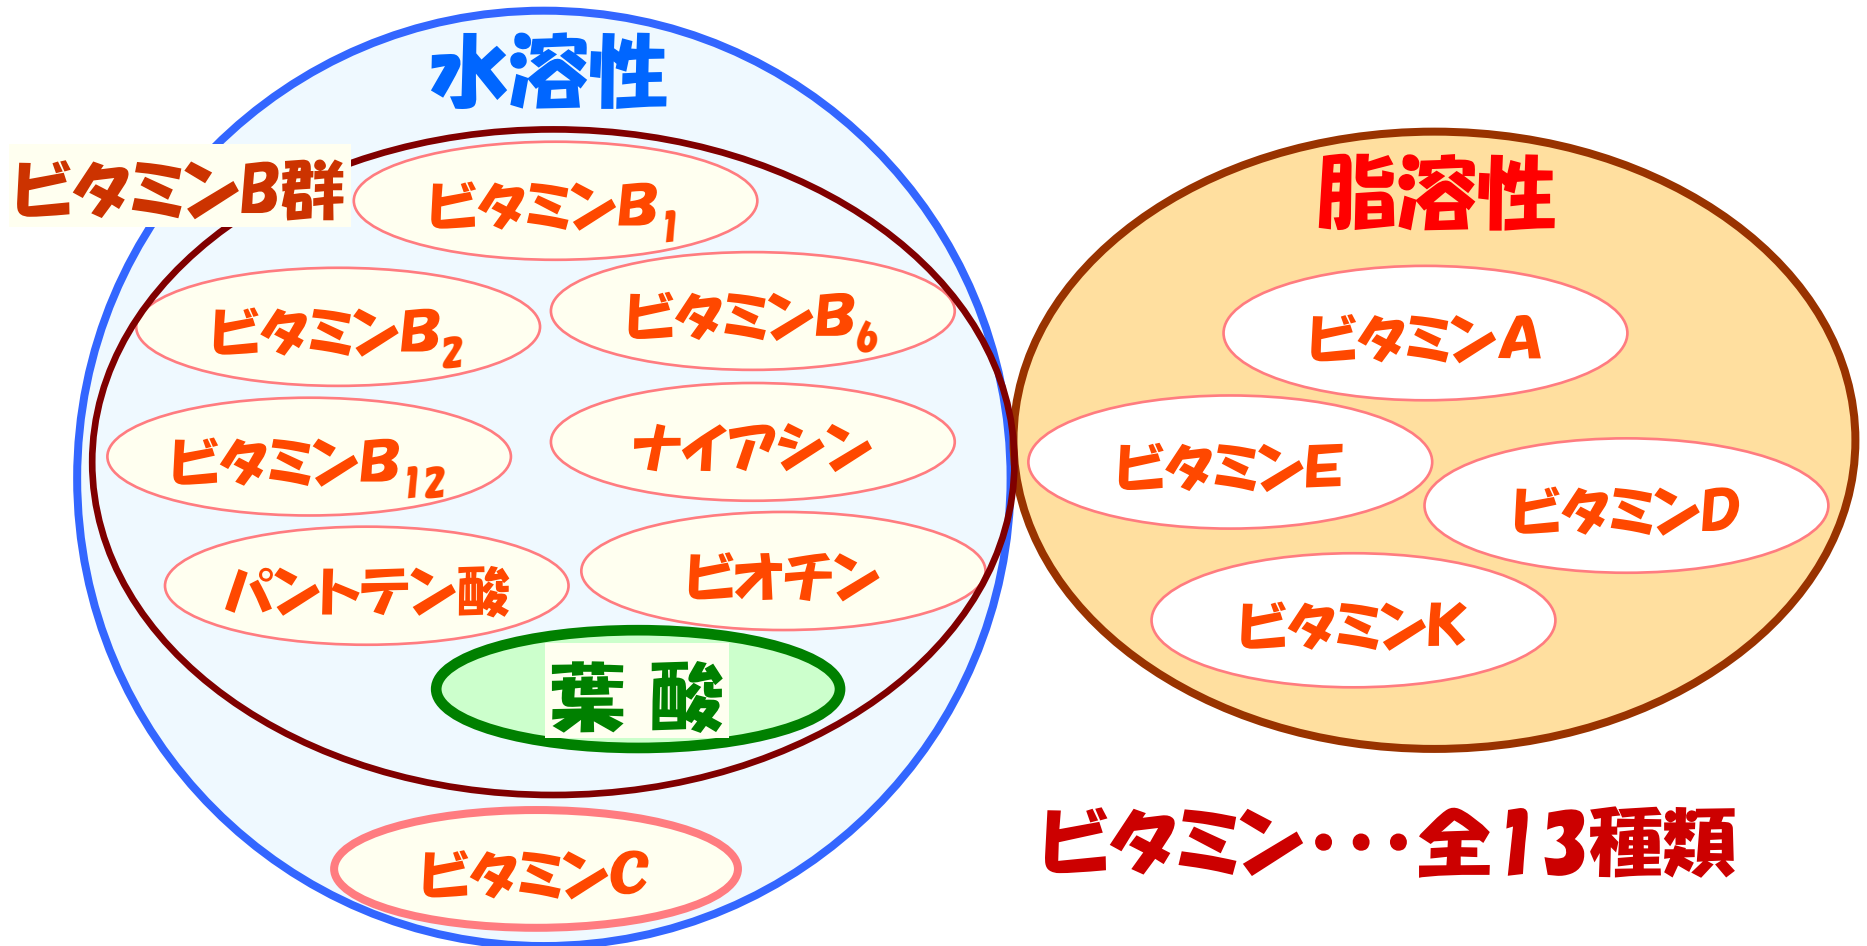 水溶性
ビタミンB群
ビタミンB1
ビタミンB2
ビタミンB6
ビタミンB12
ナイアシン
パントテン酸
ビオチン
葉 酸
ビタミンC
脂溶性
ビタミンA
ビタミンE
ビタミンD
ビタミンK
ビタミン・・・全13種類